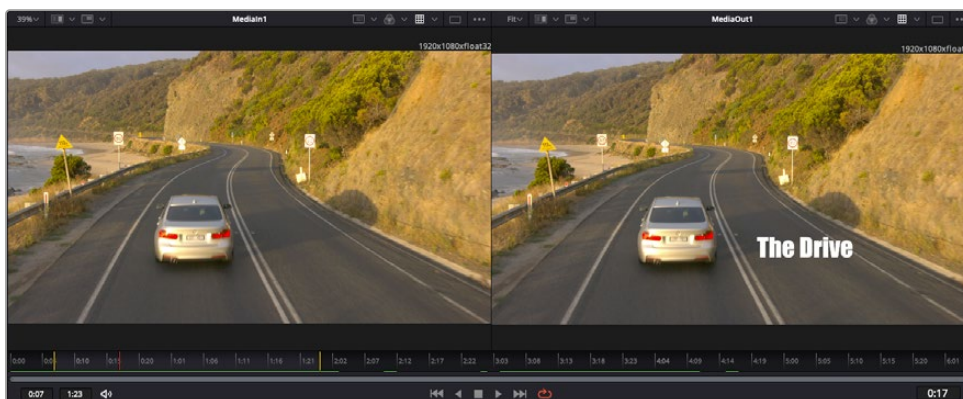 39%
MediaIn1
Fit
MediaOut1
1920x1080xfloat32
1920x1080xfloat
The Drive
0:00 0:10 0:20 1:01 1:06 1:11 1:16 1:21 2:02 2:07 2:12 2:17 2:22 3:03 3:08 3:13 3:18 3:23 4:04 4:09 4:14 4:19 5:00 5:05 5:10 5:15 5:20 6:01
0:07 1:23 0:17